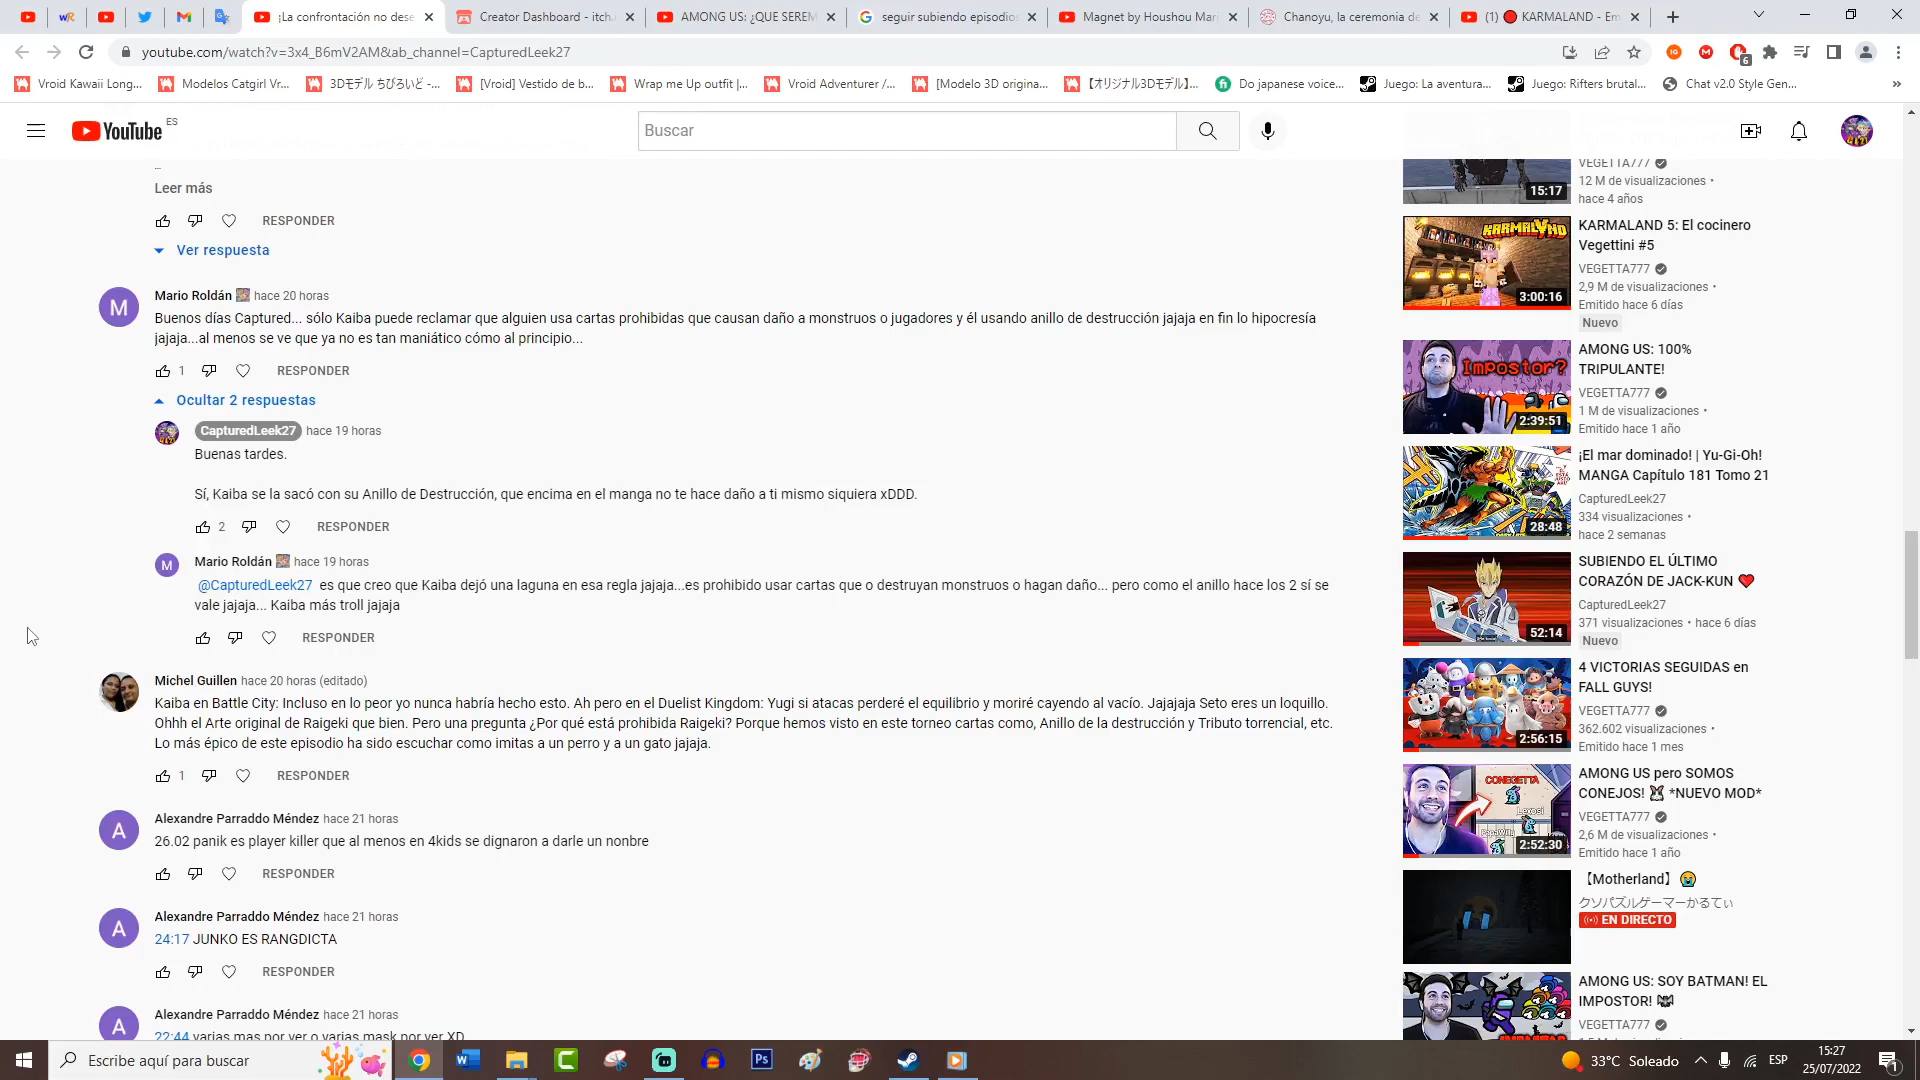 ¡La confrontación no dese
Creator Dashboard - itch.i
AMONG US: ¿QUE SEREM
seguir subiendo episodios
Magnet by Houshou Mari
Chanoyu, la ceremonia de
(1) 🔴 KARMALAND - Em
youtube.com/watch?v=3x4_B6mV2AM&ab_channel=CapturedLeek27
6
Vroid Kawaii Long...
Modelos Catgirl Vr...
3Dモデル ちびろいど -...
[Vroid] Vestido de b...
Wrap me Up outfit |...
Vroid Adventurer /...
[Modelo 3D origina...
【オリジナル3Dモデル】...
Do japanese voice...
Juego: La aventura...
Juego: Rifters brutal...
Chat v2.0 Style Gen...
YouTube ES
Buscar
Leer más
RESPONDER
Ver respuesta
M
Mario Roldán hace 20 horas
Buenos días Captured... sólo Kaiba puede reclamar que alguien usa cartas prohibidas que causan daño a monstruos o jugadores y él usando anillo de destrucción jajaja en fin lo hipocresía
jajaja...al menos se ve que ya no es tan maniático cómo al principio...
1 RESPONDER
Ocultar 2 respuestas
CapturedLeek27 hace 19 horas
Buenas tardes.
Sí, Kaiba se la sacó con su Anillo de Destrucción, que encima en el manga no te hace daño a ti mismo siquiera xDDD.
2 RESPONDER
M
Mario Roldán hace 19 horas
@CapturedLeek27 es que creo que Kaiba dejó una laguna en esa regla jajaja...es prohibido usar cartas que o destruyan monstruos o hagan daño... pero como el anillo hace los 2 sí se
vale jajaja... Kaiba más troll jajaja
RESPONDER
Michel Guillen hace 20 horas (editado)
Kaiba en Battle City: Incluso en lo peor yo nunca habría hecho esto. Ah pero en el Duelist Kingdom: Yugi si atacas perderé el equilibrio y moriré cayendo al vacío. Jajajaja Seto eres un loquillo.
Ohhh el Arte original de Raigeki que bien. Pero una pregunta ¿Por qué está prohibida Raigeki? Porque hemos visto en este torneo cartas como, Anillo de la destrucción y Tributo torrencial, etc.
Lo más épico de este episodio ha sido escuchar como imitas a un perro y a un gato jajaja.
1 RESPONDER
A
Alexandre Parraddo Méndez hace 21 horas
26.02 panik es player killer que al menos en 4kids se dignaron a darle un nonbre
RESPONDER
A
Alexandre Parraddo Méndez hace 21 horas
24:17 JUNKO ES RANGDICTA
RESPONDER
A
Alexandre Parraddo Méndez hace 21 horas
22:44 varias mas por ver o varias mask por ver XD
15:17
VEGETTA777
12 M de visualizaciones •
hace 4 años
KARMALAND
3:00:16
KARMALAND 5: El cocinero
Vegettini #5
VEGETTA777
2,9 M de visualizaciones •
Emitido hace 6 días
Nuevo
Impostor?
2:39:51
AMONG US: 100%
TRIPULANTE!
VEGETTA777
1 M de visualizaciones •
Emitido hace 1 año
28:48
¡El mar dominado! | Yu-Gi-Oh!
MANGA Capítulo 181 Tomo 21
CapturedLeek27
334 visualizaciones •
hace 2 semanas
52:14
SUBIENDO EL ÚLTIMO
CORAZÓN DE JACK-KUN ❤️
CapturedLeek27
371 visualizaciones • hace 6 días
Nuevo
2:56:15
4 VICTORIAS SEGUIDAS en
FALL GUYS!
VEGETTA777
362.602 visualizaciones •
Emitido hace 1 mes
CONEGETTA
2:52:30
AMONG US pero SOMOS
CONEJOS! 🐰 *NUEVO MOD*
VEGETTA777
2,6 M de visualizaciones •
Emitido hace 1 año
【Motherland】 😭
クソパズルゲーマーかるてぃ
EN DIRECTO
AMONG US: SOY BATMAN! EL
IMPOSTOR! 🦇
VEGETTA777
Escribe aquí para buscar
33°C Soleado
ESP
15:27
25/07/2022
1